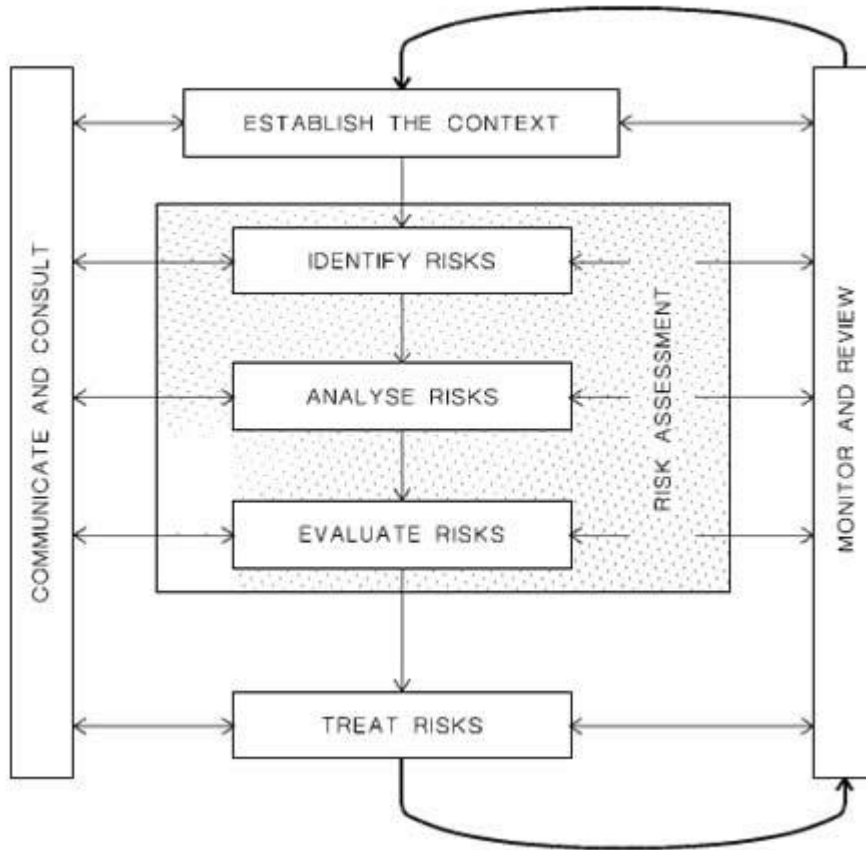 ESTABLISH THE CONTEXT
COMMUNICATE AND CONSULT
IDENTIFY RISKS
ANALYSE RISKS
EVALUATE RISKS
RISK ASSESSMENT
MONITOR AND REVIEW
TREAT RISKS